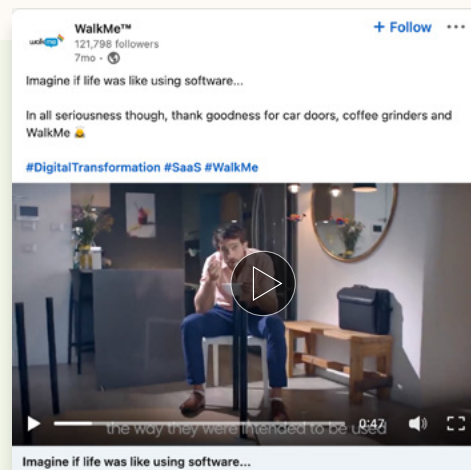 walkme
WalkMe™
121,798 followers
7mo •
+ Follow
Imagine if life was like using software...
In all seriousness though, thank goodness for car doors, coffee grinders and
WalkMe
#DigitalTransformation #SaaS #WalkMe
the way they were intended to be used
0:47
Imagine if life was like using software...